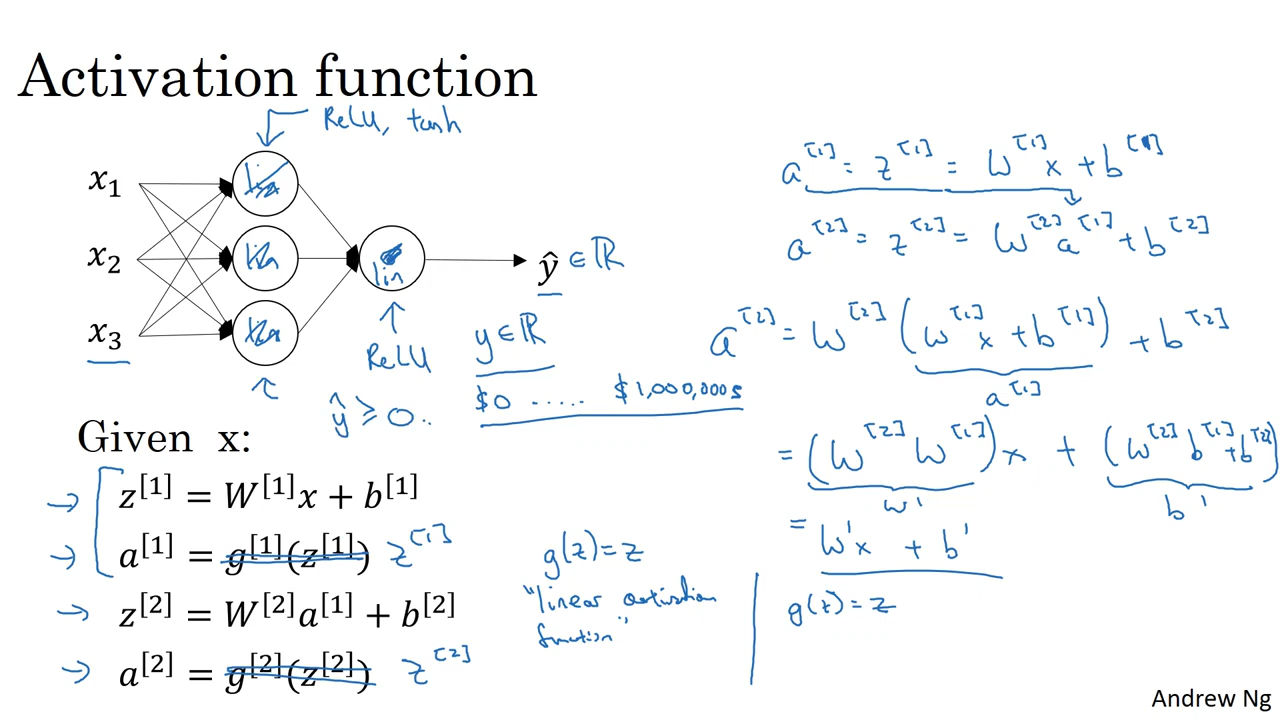 Activation function
ReLU, tanh
x₁
x₂
x₃
lin
ŷ ∈ ℝ
ReLU
ŷ ≥ 0..
y ∈ ℝ
$0 ..... $1,000,000s
Given x:
→ z^[1] = W^[1]x + b^[1]
→ a^[1] = g^[1](z^[1]) z^[1]
→ z^[2] = W^[2]a^[1] + b^[2]
→ a^[2] = g^[2](z^[2]) z^[2]
g(z) = z
"linear activation
function"
a^[1] = z^[1] = W^[1]x + b^[1]
a^[2] = z^[2] = W^[2]a^[1] + b^[2]
a^[2] = W^[2](W^[1]x + b^[1]) + b^[2]
a^[1]
= (W^[2]W^[1])x + (W^[2]b^[1] + b^[2])
W' b'
= W'x + b'
g(z) = z
Andrew Ng